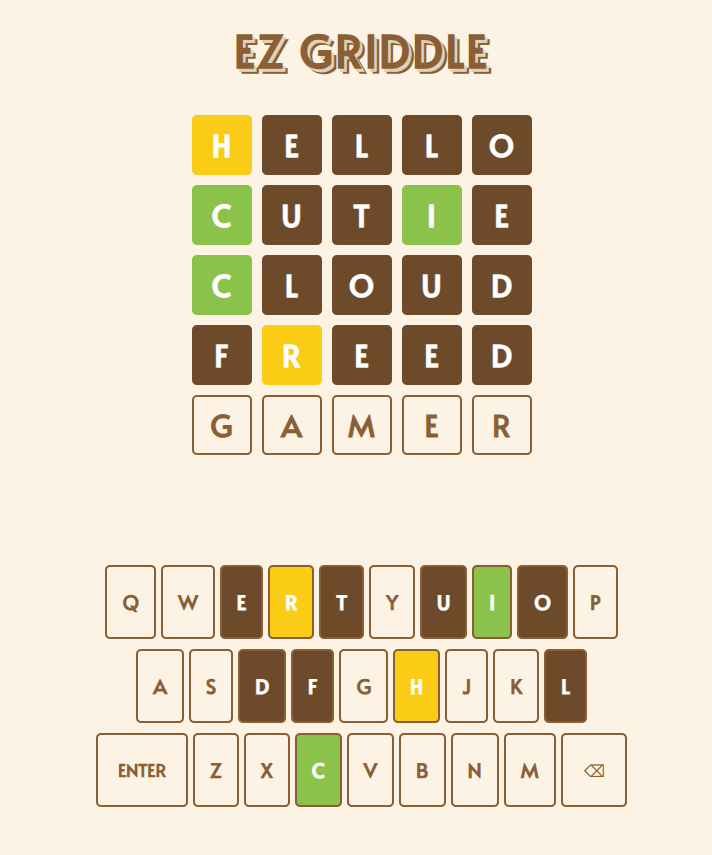 EZ GRIDDLE
H E L L O
C U T I E
C L O U D
F R E E D
G A M E R
Q W E R T Y U I O P
A S D F G H J K L
ENTER Z X C V B N M ⌫